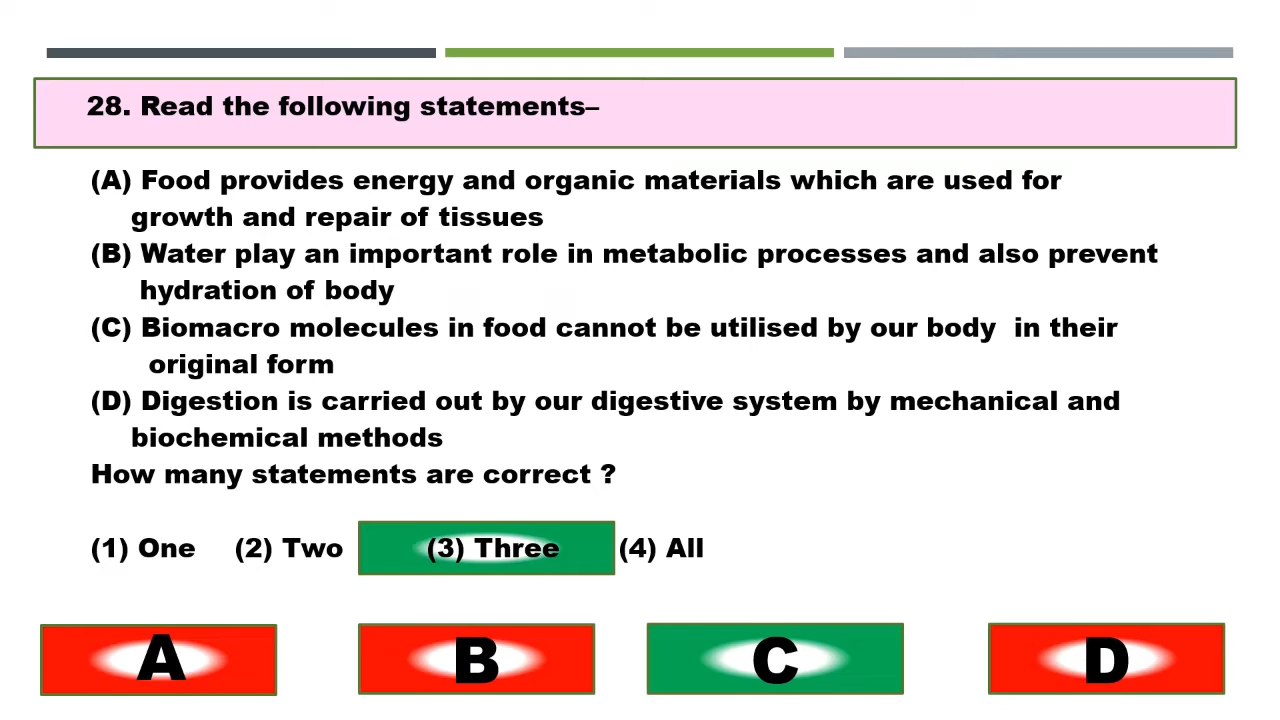 28. Read the following statements–
(A) Food provides energy and organic materials which are used for
growth and repair of tissues
(B) Water play an important role in metabolic processes and also prevent
hydration of body
(C) Biomacro molecules in food cannot be utilised by our body in their
original form
(D) Digestion is carried out by our digestive system by mechanical and
biochemical methods
How many statements are correct ?
(1) One (2) Two (3) Three (4) All
A B C D